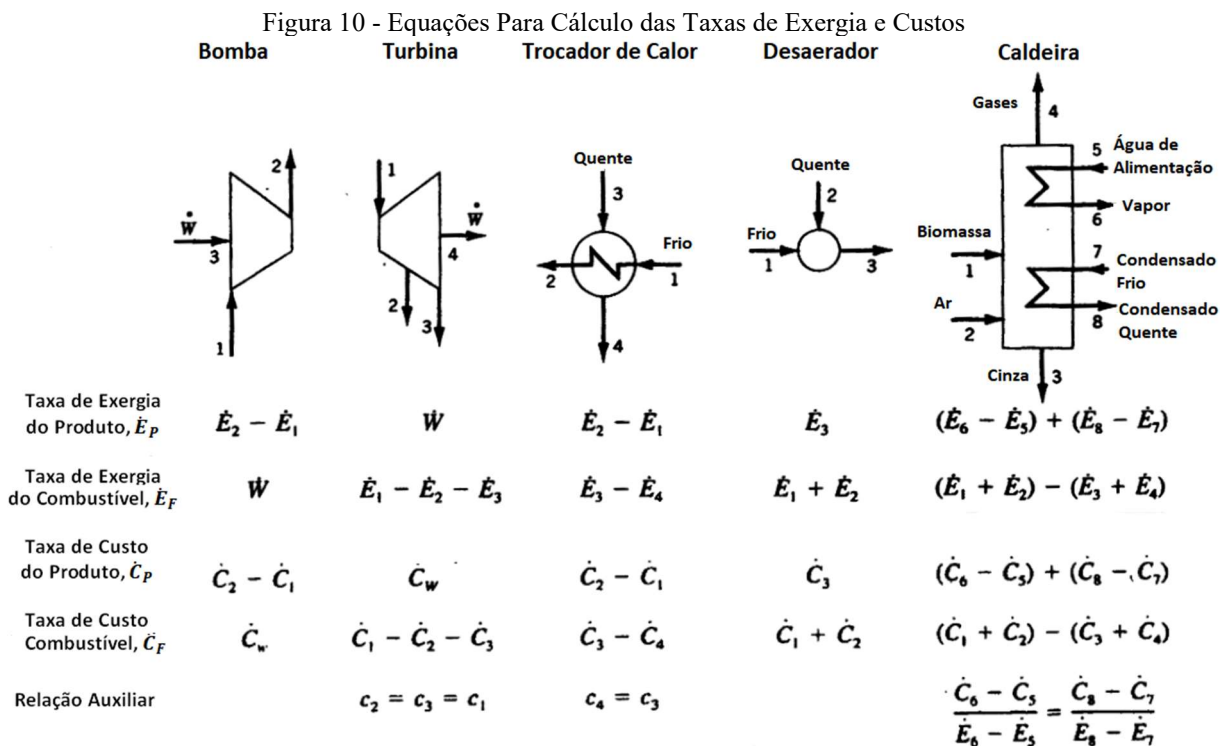 Figura 10 - Equações Para Cálculo das Taxas de Exergia e Custos
Bomba Turbina Trocador de Calor Desaerador Caldeira
2 Ẇ 3 1
1 Ẇ 4 2 3
Quente 3 Frio 2 1 4
Quente 2 Frio 1 3
Gases 4
5 Água de
Alimentação
6 Vapor
Biomassa 1
7 Condensado
Frio
Ar 2
8 Condensado
Quente
Cinza 3
Taxa de Exergia
do Produto, Ė_P Ė₂ − Ė₁ Ẇ Ė₂ − Ė₁ Ė₃ (Ė₆ − Ė₅) + (Ė₈ − Ė₇)
Taxa de Exergia
do Combustível, Ė_F Ẇ Ė₁ − Ė₂ − Ė₃ Ė₃ − Ė₄ Ė₁ + Ė₂ (Ė₁ + Ė₂) − (Ė₃ + Ė₄)
Taxa de Custo
do Produto, Ċ_P Ċ₂ − Ċ₁ Ċ_W Ċ₂ − Ċ₁ Ċ₃ (Ċ₆ − Ċ₅) + (Ċ₈ − Ċ₇)
Taxa de Custo
Combustível, Ċ_F Ċ_w Ċ₁ − Ċ₂ − Ċ₃ Ċ₃ − Ċ₄ Ċ₁ + Ċ₂ (Ċ₁ + Ċ₂) − (Ċ₃ + Ċ₄)
Relação Auxiliar c₂ = c₃ = c₁ c₄ = c₃ (Ċ₆ − Ċ₅)/(Ė₆ − Ė₅) = (Ċ₈ − Ċ₇)/(Ė₈ − Ė₇)